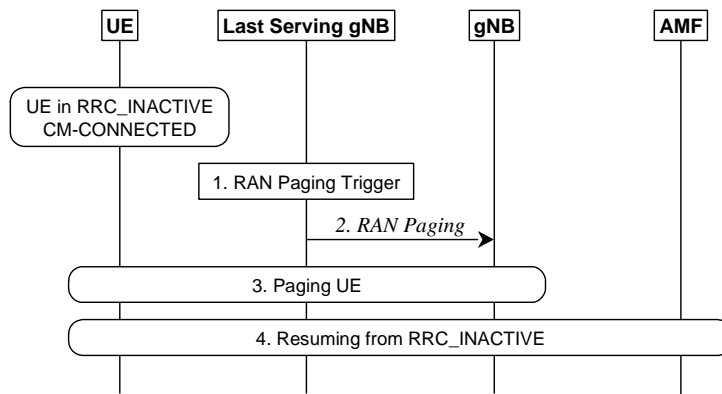 UE
Last Serving gNB
gNB
AMF
UE in RRC_INACTIVE
CM-CONNECTED
1. RAN Paging Trigger
2. RAN Paging
3. Paging UE
4. Resuming from RRC_INACTIVE